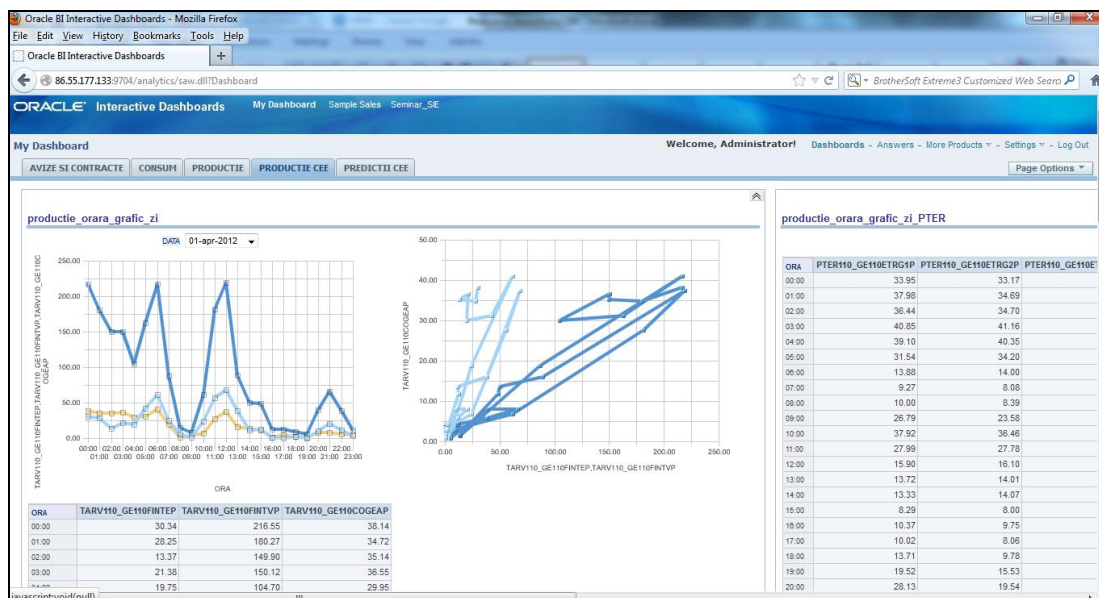 Oracle BI Interactive Dashboards - Mozilla Firefox
File Edit View History Bookmarks Tools Help
Oracle BI Interactive Dashboards +
86.55.177.133:9704/analytics/saw.dll?Dashboard
BrotherSoft Extreme3 Customized Web Searc
ORACLE Interactive Dashboards My Dashboard Sample Sales Seminar_SIE
My Dashboard Welcome, Administrator! Dashboards - Answers - More Products - Settings - Log Out
AVIZE SI CONTRACTE CONSUM PRODUCTIE PRODUCTIE CEE PREDICTII CEE Page Options
productie_orara_grafic_zi
DATA 01-apr-2012
TARV110_GE110FINTEP,TARV110_GE110FINTVP,TARV110_GE110C
OGEAP
250.00
200.00
150.00
100.00
50.00
0.00
00:00 02:00 04:00 06:00 08:00 10:00 12:00 14:00 16:00 18:00 20:00 22:00
01:00 03:00 05:00 07:00 09:00 11:00 13:00 15:00 17:00 19:00 21:00 23:00
ORA
TARV110_GE110COGEAP
50.00
40.00
30.00
20.00
10.00
0.00
0.00 50.00 100.00 150.00 200.00 250.00
TARV110_GE110FINTEP,TARV110_GE110FINTVP
ORA TARV110_GE110FINTEP TARV110_GE110FINTVP TARV110_GE110COGEAP
00:00 30.34 216.55 38.14
01:00 28.25 180.27 34.72
02:00 13.37 149.90 35.14
03:00 21.38 150.12 36.55
04:00 19.75 104.70 29.95
javascript:void(null)
productie_orara_grafic_zi_PTER
ORA PTER110_GE110ETRG1P PTER110_GE110ETRG2P PTER110_GE110ET
00:00 33.95 33.17
01:00 37.98 34.69
02:00 36.44 34.70
03:00 40.85 41.16
04:00 39.10 40.35
05:00 31.54 34.20
06:00 13.88 14.00
07:00 9.27 8.08
08:00 10.00 8.39
09:00 26.79 23.58
10:00 37.92 36.46
11:00 27.99 27.78
12:00 15.90 16.10
13:00 13.72 14.01
14:00 13.33 14.07
15:00 8.29 8.00
16:00 10.37 9.75
17:00 10.02 8.06
18:00 13.71 9.78
19:00 19.52 15.53
20:00 28.13 19.54